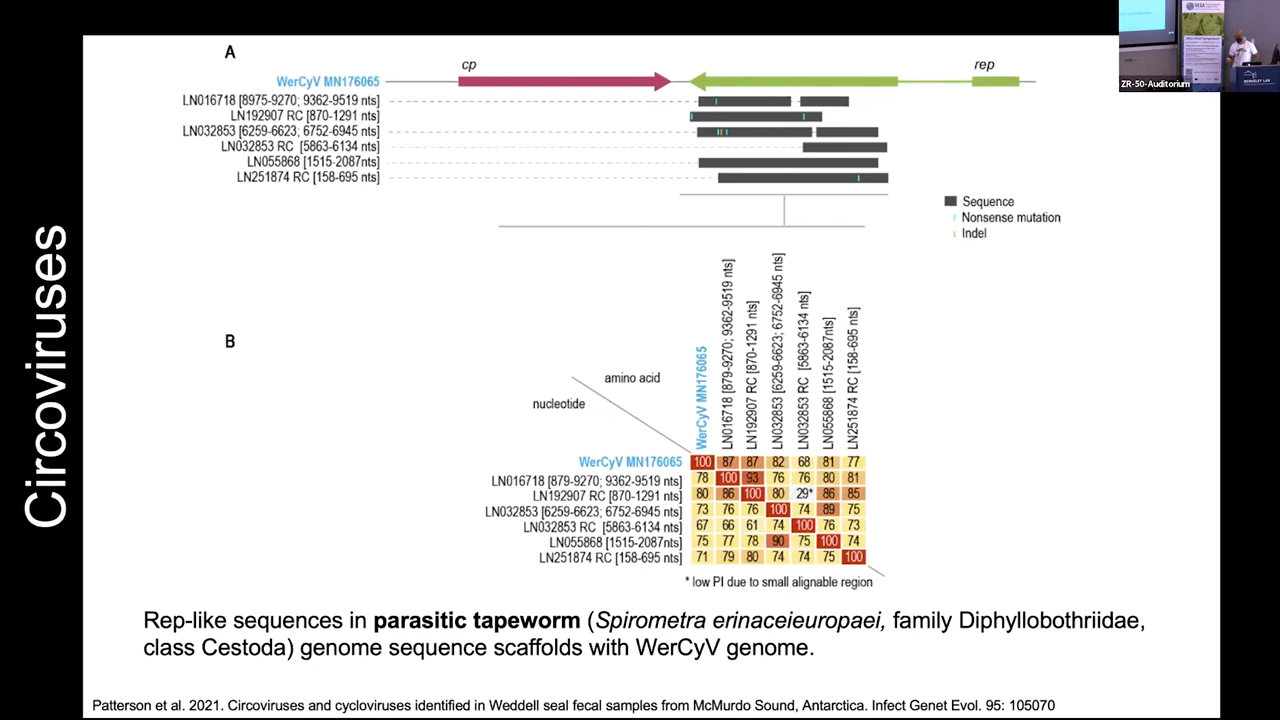 Circoviruses
A
cp
rep
WerCyV MN176065
LN016718 [8975-9270; 9362-9519 nts]
LN192907 RC [870-1291 nts]
LN032853 [6259-6623; 6752-6945 nts]
LN032853 RC [5863-6134 nts]
LN055868 [1515-2087nts]
LN251874 RC [158-695 nts]
Sequence
Nonsense mutation
Indel
B
amino acid
nucleotide
WerCyV MN176065
LN016718 [879-9270; 9362-9519 nts]
LN192907 RC [870-1291 nts]
LN032853 [6259-6623; 6752-6945 nts]
LN032853 RC [5863-6134 nts]
LN055868 [1515-2087nts]
LN251874 RC [158-695 nts]
WerCyV MN176065 100 87 87 82 68 81 77
LN016718 [879-9270; 9362-9519 nts] 78 100 93 76 76 80 81
LN192907 RC [870-1291 nts] 80 86 100 80 29* 86 85
LN032853 [6259-6623; 6752-6945 nts] 73 76 76 100 74 89 75
LN032853 RC [5863-6134 nts] 67 66 61 74 100 76 73
LN055868 [1515-2087 nts] 75 77 78 90 75 100 74
LN251874 RC [158-695 nts] 71 79 80 74 74 75 100
* low PI due to small alignable region
Rep-like sequences in parasitic tapeworm (Spirometra erinaceieuropaei, family Diphyllobothriidae,
class Cestoda) genome sequence scaffolds with WerCyV genome.
Patterson et al. 2021. Circoviruses and cycloviruses identified in Weddell seal fecal samples from McMurdo Sound, Antarctica. Infect Genet Evol. 95: 105070
ZR-50-Auditorium
BERKELEY LAB